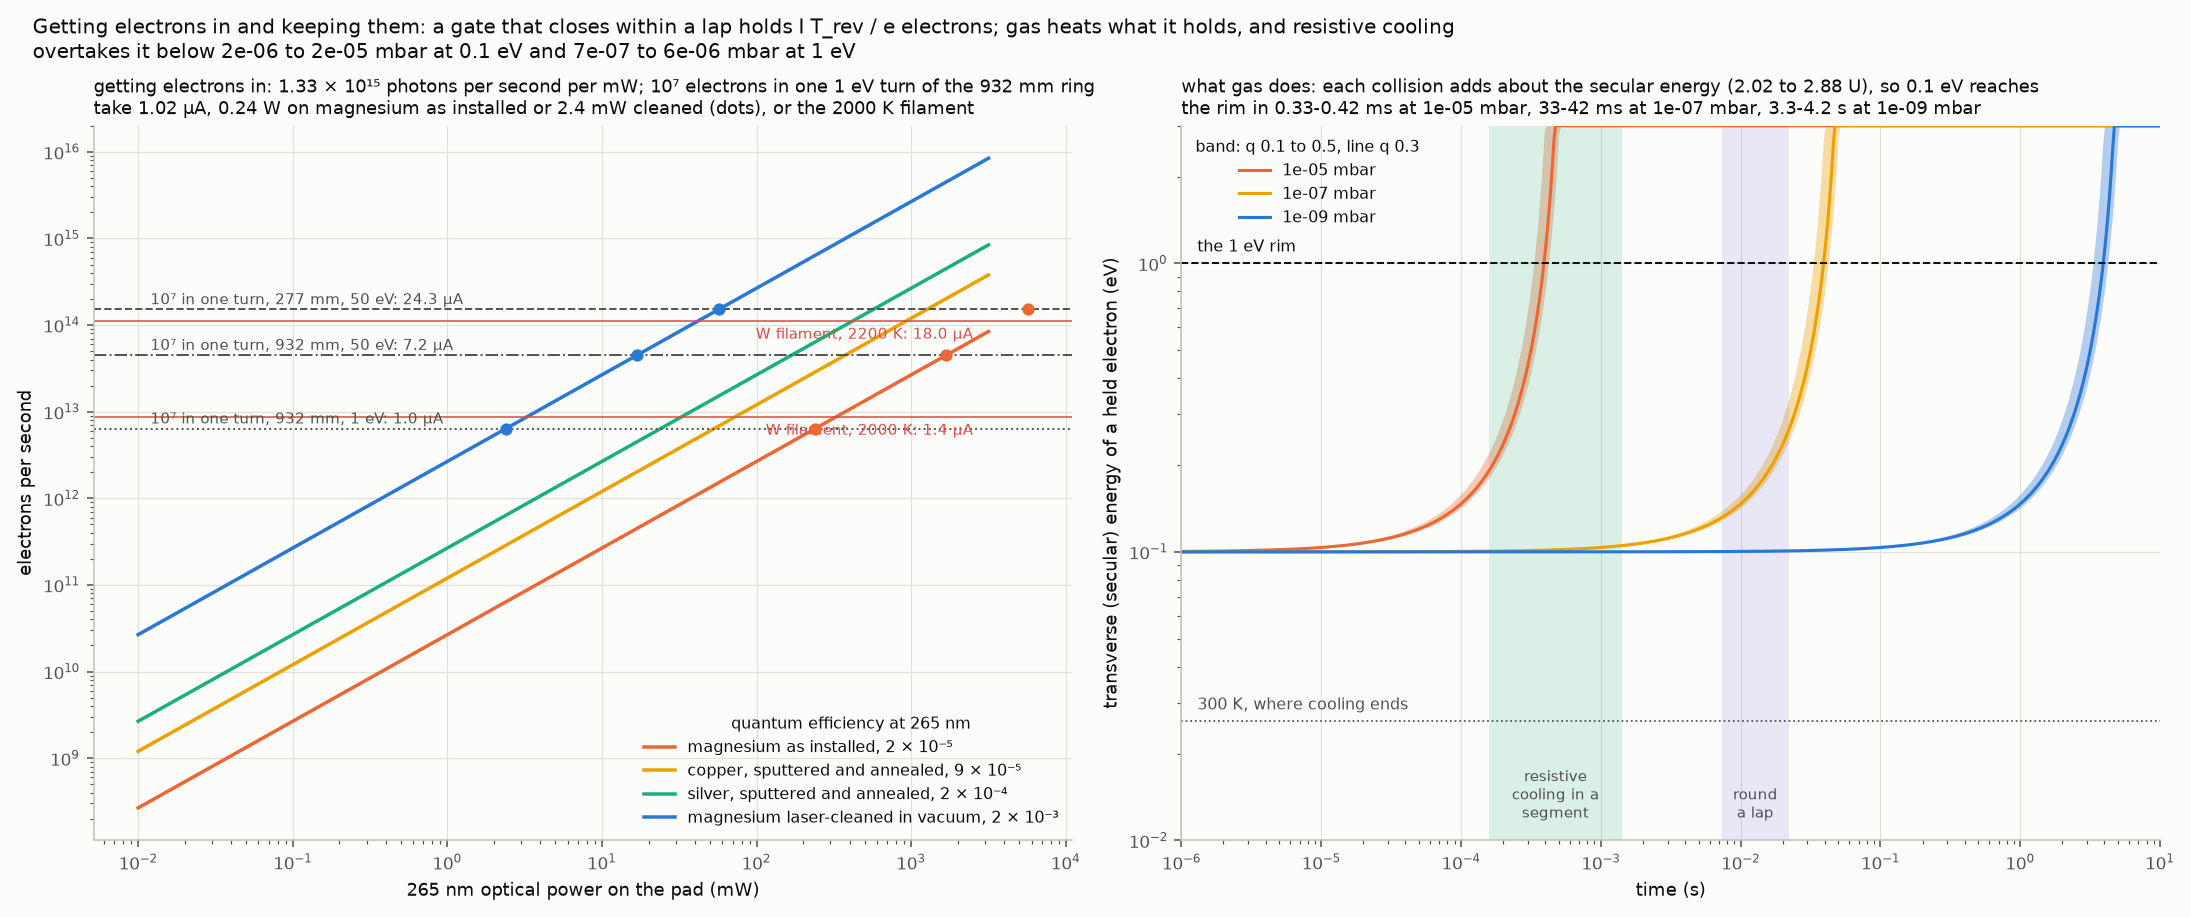 Getting electrons in and keeping them: a gate that closes within a lap holds I T_rev / e electrons; gas heats what it holds, and resistive cooling
overtakes it below 2e-06 to 2e-05 mbar at 0.1 eV and 7e-07 to 6e-06 mbar at 1 eV
getting electrons in: 1.33 × 10¹⁵ photons per second per mW; 10⁷ electrons in one 1 eV turn of the 932 mm ring
take 1.02 µA, 0.24 W on magnesium as installed or 2.4 mW cleaned (dots), or the 2000 K filament
10¹⁶
10¹⁵
10¹⁴
10¹³
10¹²
10¹¹
10¹⁰
10⁹
electrons per second
10⁷ in one turn, 277 mm, 50 eV: 24.3 µA
W filament, 2200 K: 18.0 µA
10⁷ in one turn, 932 mm, 50 eV: 7.2 µA
10⁷ in one turn, 932 mm, 1 eV: 1.0 µA
W filament, 2000 K: 1.4 µA
quantum efficiency at 265 nm
magnesium as installed, 2 × 10⁻⁵
copper, sputtered and annealed, 9 × 10⁻⁵
silver, sputtered and annealed, 2 × 10⁻⁴
magnesium laser-cleaned in vacuum, 2 × 10⁻³
10⁻² 10⁻¹ 10⁰ 10¹ 10² 10³ 10⁴
265 nm optical power on the pad (mW)
what gas does: each collision adds about the secular energy (2.02 to 2.88 U), so 0.1 eV reaches
the rim in 0.33-0.42 ms at 1e-05 mbar, 33-42 ms at 1e-07 mbar, 3.3-4.2 s at 1e-09 mbar
band: q 0.1 to 0.5, line q 0.3
1e-05 mbar
1e-07 mbar
1e-09 mbar
the 1 eV rim
10⁰
10⁻¹
10⁻²
transverse (secular) energy of a held electron (eV)
300 K, where cooling ends
resistive
cooling in a
segment
round
a lap
10⁻⁶ 10⁻⁵ 10⁻⁴ 10⁻³ 10⁻² 10⁻¹ 10⁰ 10¹
time (s)